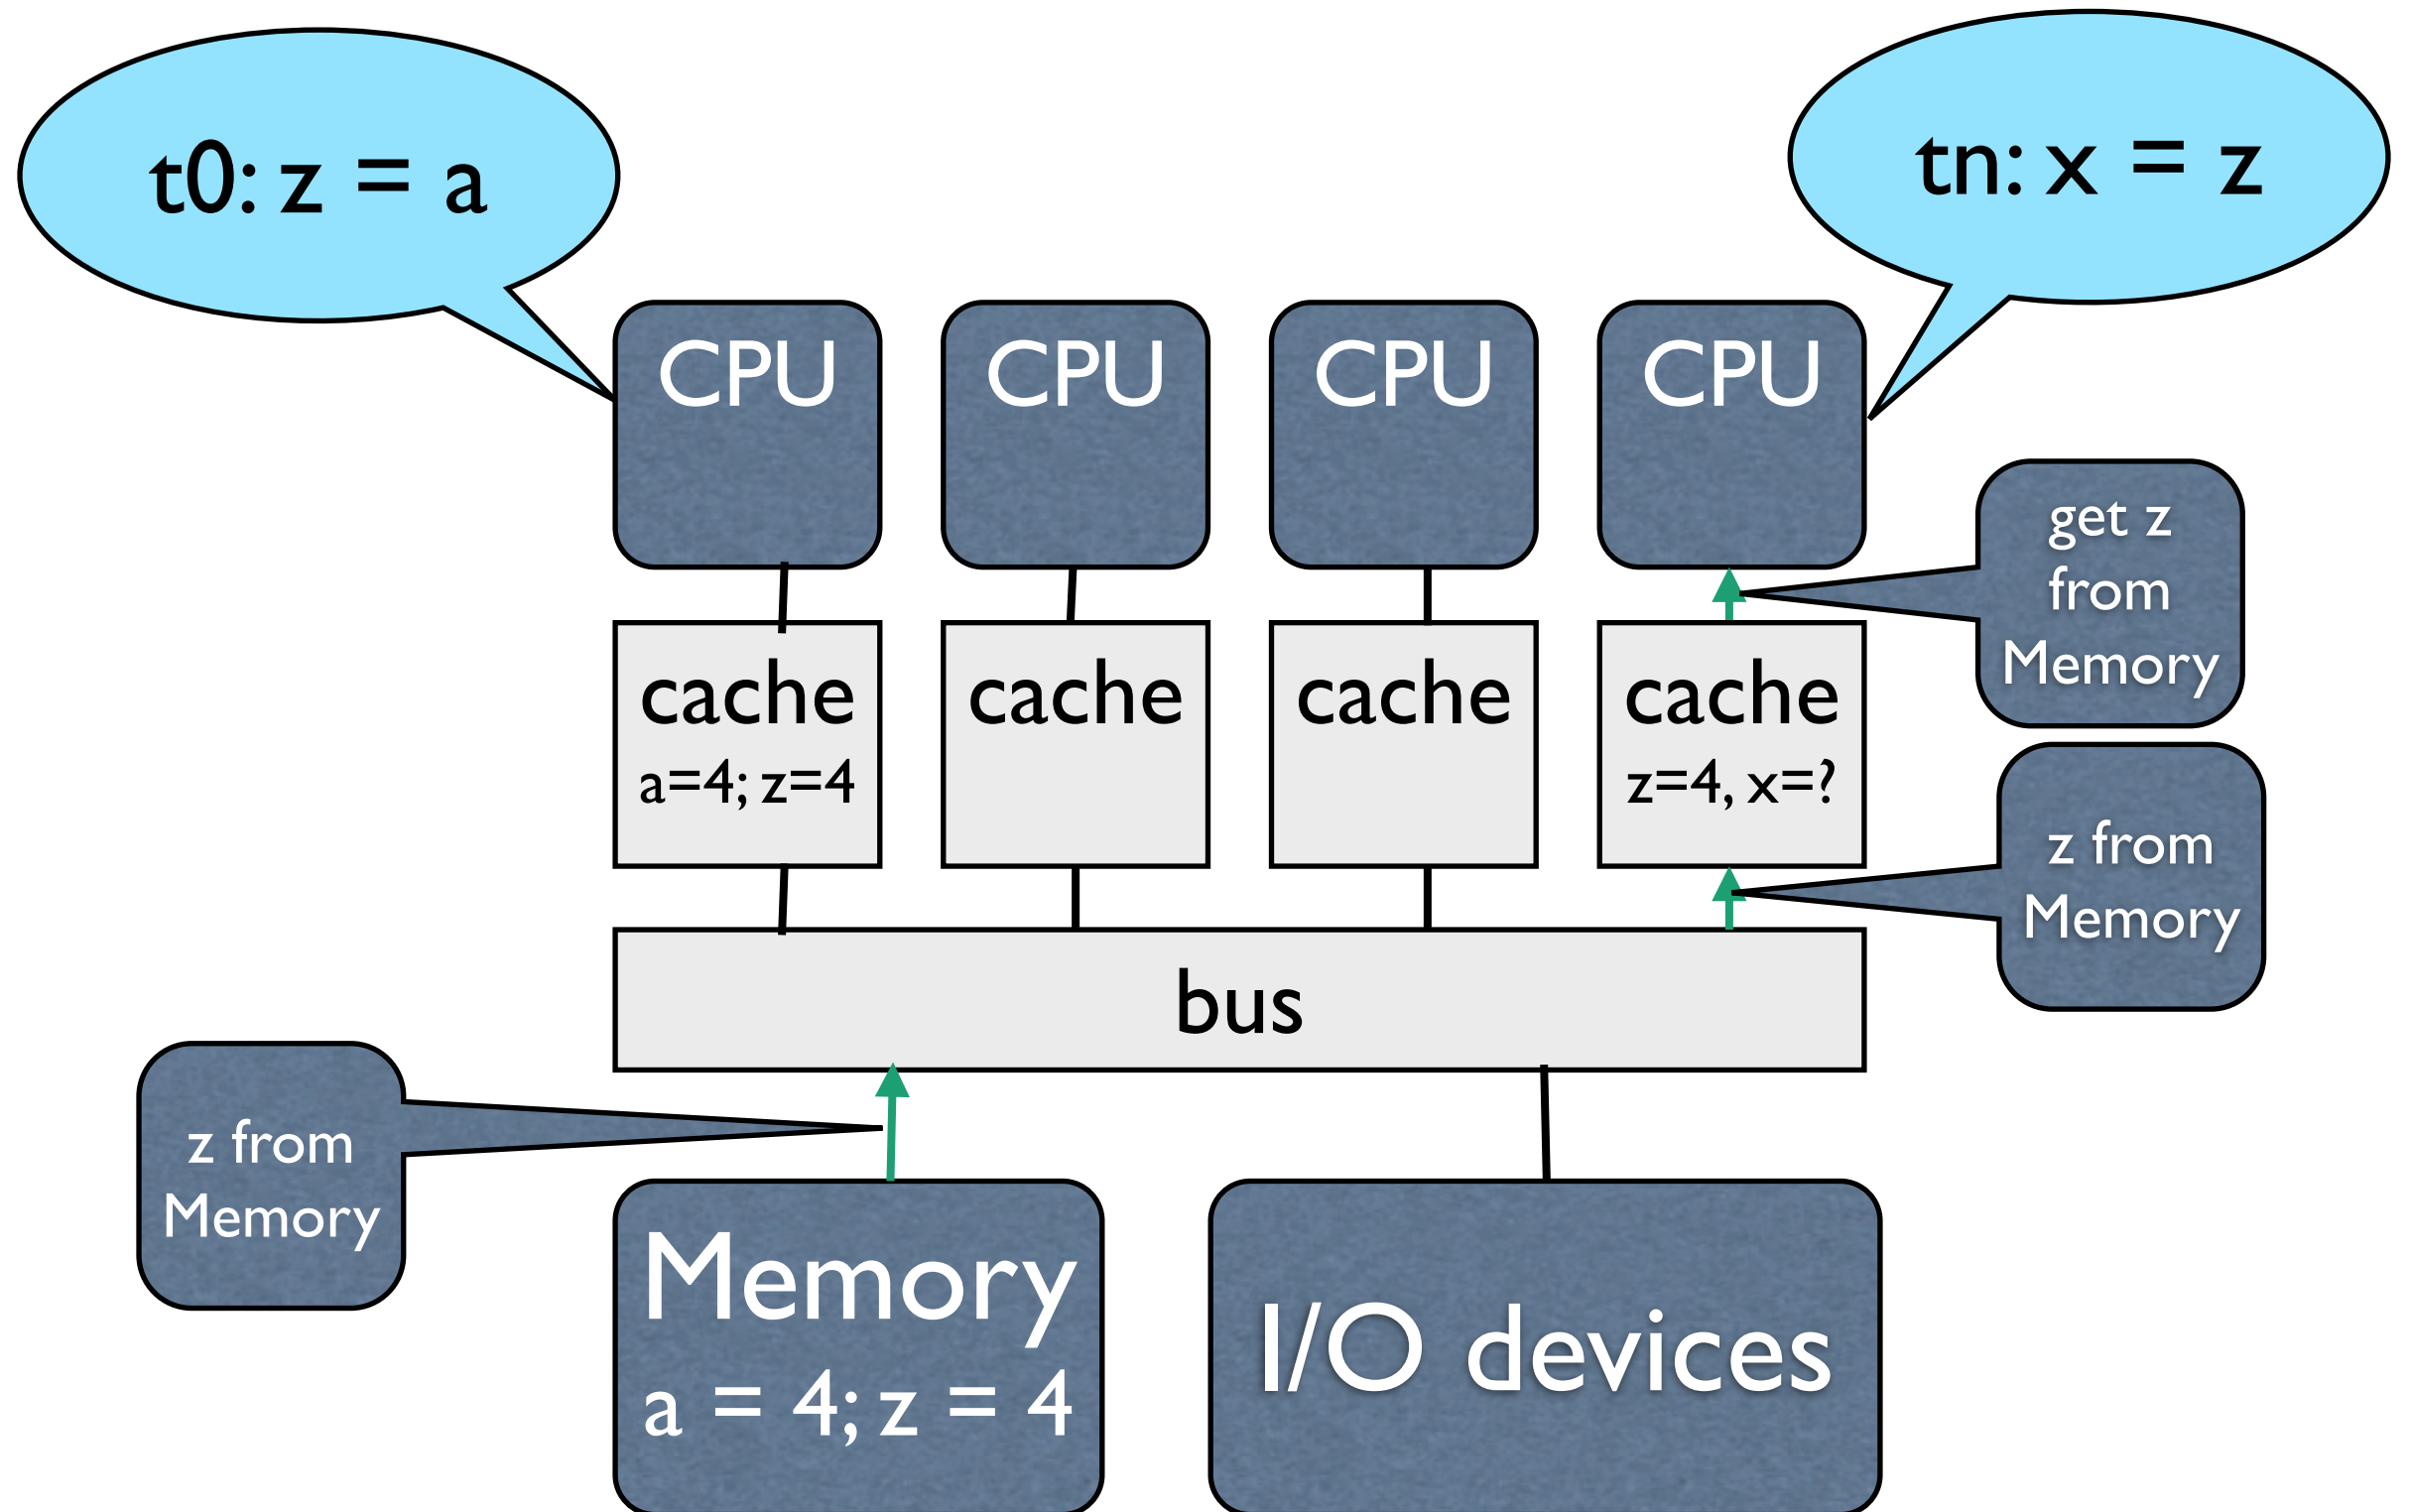 t0: z = a
tn: x = z
CPU
CPU
CPU
CPU
get z
from
Memory
cache
a=4; z=4
cache
cache
cache
z=4, x=?
z from
Memory
bus
z from
Memory
Memory
a = 4; z = 4
I/O devices